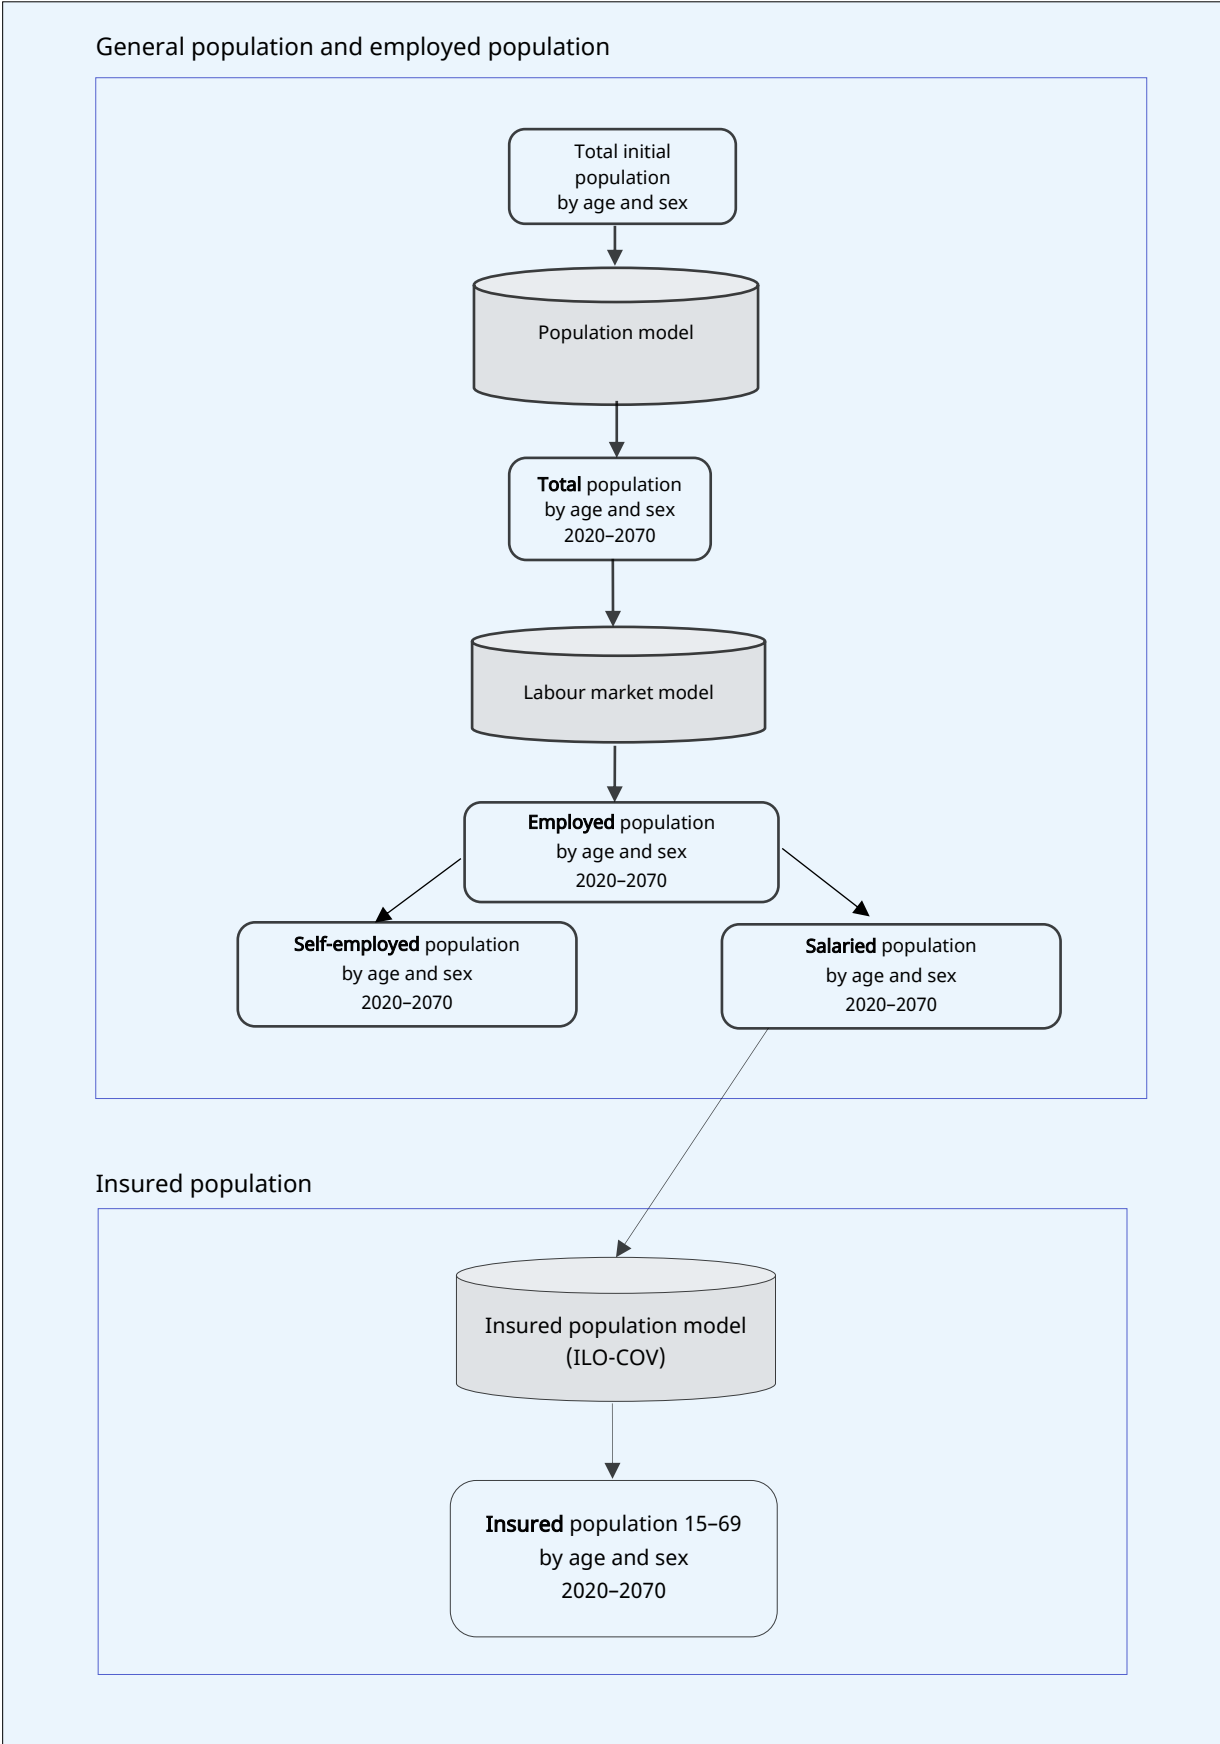 General population and employed population
Total initial
population
by age and sex
Population model
Total population
by age and sex
2020–2070
Labour market model
Employed population
by age and sex
2020–2070
Self-employed population
by age and sex
2020–2070
Salaried population
by age and sex
2020–2070
Insured population
Insured population model
(ILO-COV)
Insured population 15–69
by age and sex
2020–2070